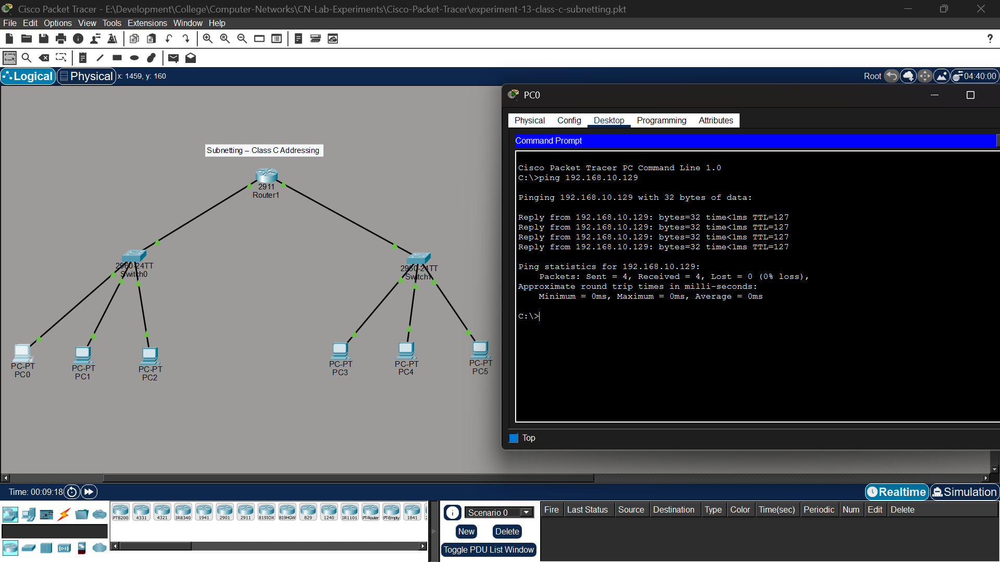 Cisco Packet Tracer - E:\Development\College\Computer-Networks\CN-Lab-Experiments\Cisco-Packet-Tracer\experiment-13-class-c-subnetting.pkt
File Edit Options View Tools Extensions Window Help
?
Logical Physical x: 1459, y: 160 Root 04:40:00
PC0
Physical Config Desktop Programming Attributes
Command Prompt
Cisco Packet Tracer PC Command Line 1.0
C:\>ping 192.168.10.129
Pinging 192.168.10.129 with 32 bytes of data:
Reply from 192.168.10.129: bytes=32 time<1ms TTL=127
Reply from 192.168.10.129: bytes=32 time<1ms TTL=127
Reply from 192.168.10.129: bytes=32 time<1ms TTL=127
Reply from 192.168.10.129: bytes=32 time<1ms TTL=127
Ping statistics for 192.168.10.129:
Packets: Sent = 4, Received = 4, Lost = 0 (0% loss),
Approximate round trip times in milli-seconds:
Minimum = 0ms, Maximum = 0ms, Average = 0ms
C:\>
Top
Subnetting – Class C Addressing
2911
Router1
2960-24TT
Switch0
2960-24TT
Switch1
PC-PT
PC0
PC-PT
PC1
PC-PT
PC2
PC-PT
PC3
PC-PT
PC4
PC-PT
PC5
Time: 00:09:18 Realtime Simulation
PT8200 4331 4321 IR8340 1941 2901 2911 819IOX 819HGW 829 1240 IR1101 PT-Router PT-Empty 1841
Scenario 0
New Delete
Toggle PDU List Window
Fire Last Status Source Destination Type Color Time(sec) Periodic Num Edit Delete